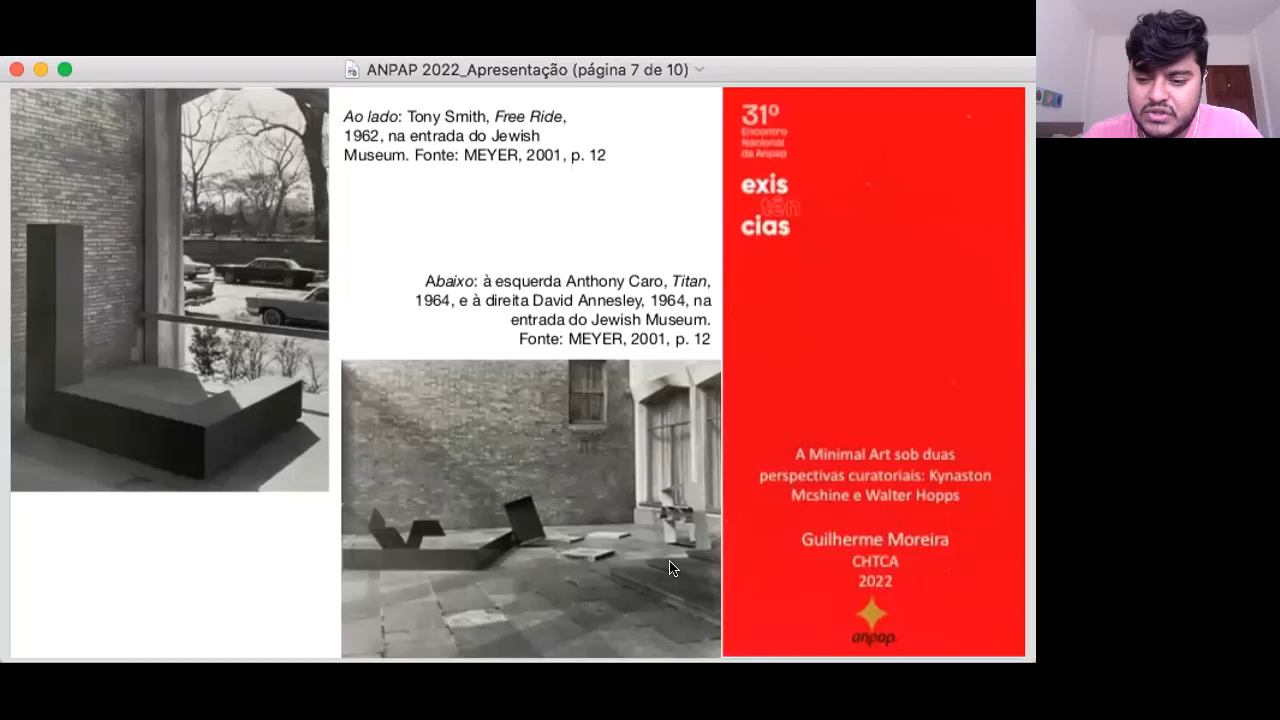 ANPAP 2022_Apresentação (página 7 de 10)
Ao lado: Tony Smith, Free Ride,
1962, na entrada do Jewish
Museum. Fonte: MEYER, 2001, p. 12
Abaixo: à esquerda Anthony Caro, Titan,
1964, e à direita David Annesley, 1964, na
entrada do Jewish Museum.
Fonte: MEYER, 2001, p. 12
31º
Encontro
Nacional
da Anpap
exis
tên
cias
A Minimal Art sob duas
perspectivas curatoriais: Kynaston
Mcshine e Walter Hopps
Guilherme Moreira
CHTCA
2022
anpap.